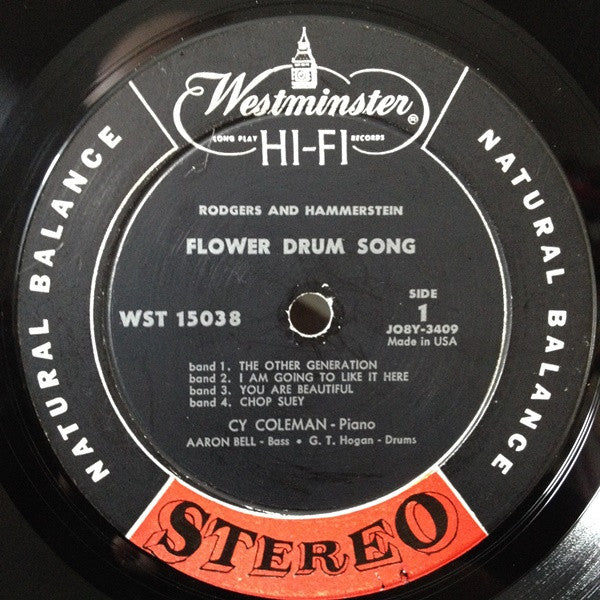 Westminster®
LONG PLAY RECORDS
HI-FI
NATURAL BALANCE
NATURAL BALANCE
RODGERS AND HAMMERSTEIN
FLOWER DRUM SONG
WST 15038
SIDE
1
JO8Y-3409
Made in USA
band 1. THE OTHER GENERATION
band 2. I AM GOING TO LIKE IT HERE
band 3. YOU ARE BEAUTIFUL
band 4. CHOP SUEY
CY COLEMAN - Piano
AARON BELL - Bass • G. T. Hogan - Drums
STEREO